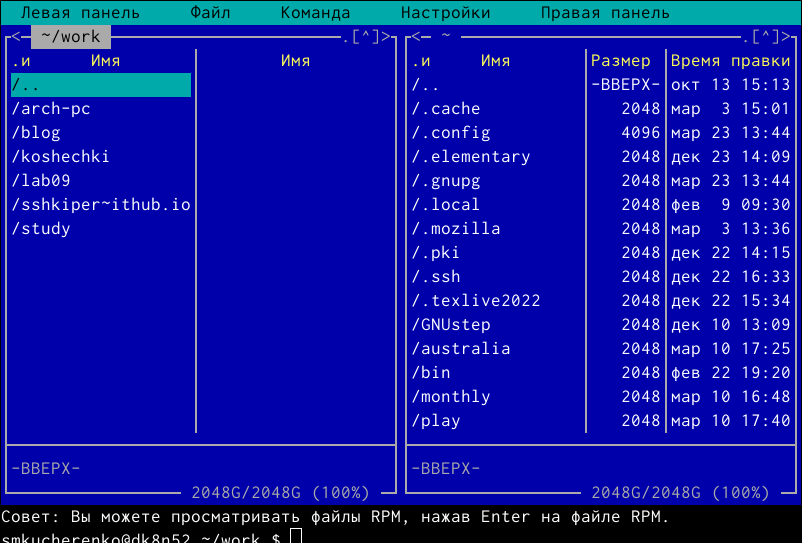 Левая панель Файл Команда Настройки Правая панель
<─ ~/work ─.[^]>
.и Имя Имя
/..
/arch-pc
/blog
/koshechki
/lab09
/sshkiper~ithub.io
/study
-ВВЕРХ-
2048G/2048G (100%)
<─ ~ ─.[^]>
.и Имя Размер Время правки
/.. -ВВЕРХ- окт 13 15:13
/.cache 2048 мар 3 15:01
/.config 4096 мар 23 13:44
/.elementary 2048 дек 23 14:09
/.gnupg 2048 мар 23 13:44
/.local 2048 фев 9 09:30
/.mozilla 2048 мар 3 13:36
/.pki 2048 дек 22 14:15
/.ssh 2048 дек 22 16:33
/.texlive2022 2048 дек 22 15:34
/GNUstep 2048 дек 10 13:09
/australia 2048 мар 10 17:25
/bin 2048 фев 22 19:20
/monthly 2048 мар 10 16:48
/play 2048 мар 10 17:40
-ВВЕРХ-
2048G/2048G (100%)
Совет: Вы можете просматривать файлы RPM, нажав Enter на файле RPM.
smkucherenko@dk8n52 ~/work $